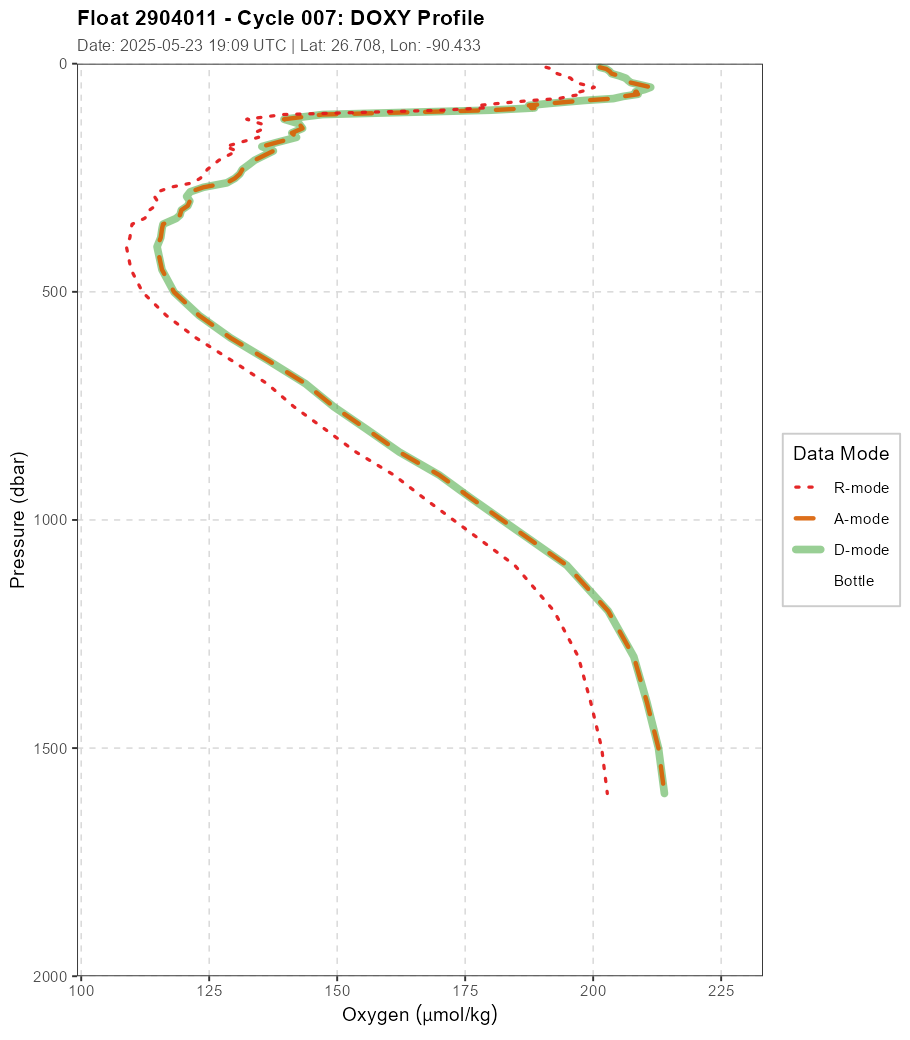 Float 2904011 - Cycle 007: DOXY Profile
Date: 2025-05-23 19:09 UTC | Lat: 26.708, Lon: -90.433
0
500
1000
1500
2000
Pressure (dbar)
100 125 150 175 200 225
Oxygen (μmol/kg)
Data Mode
R-mode
A-mode
D-mode
Bottle